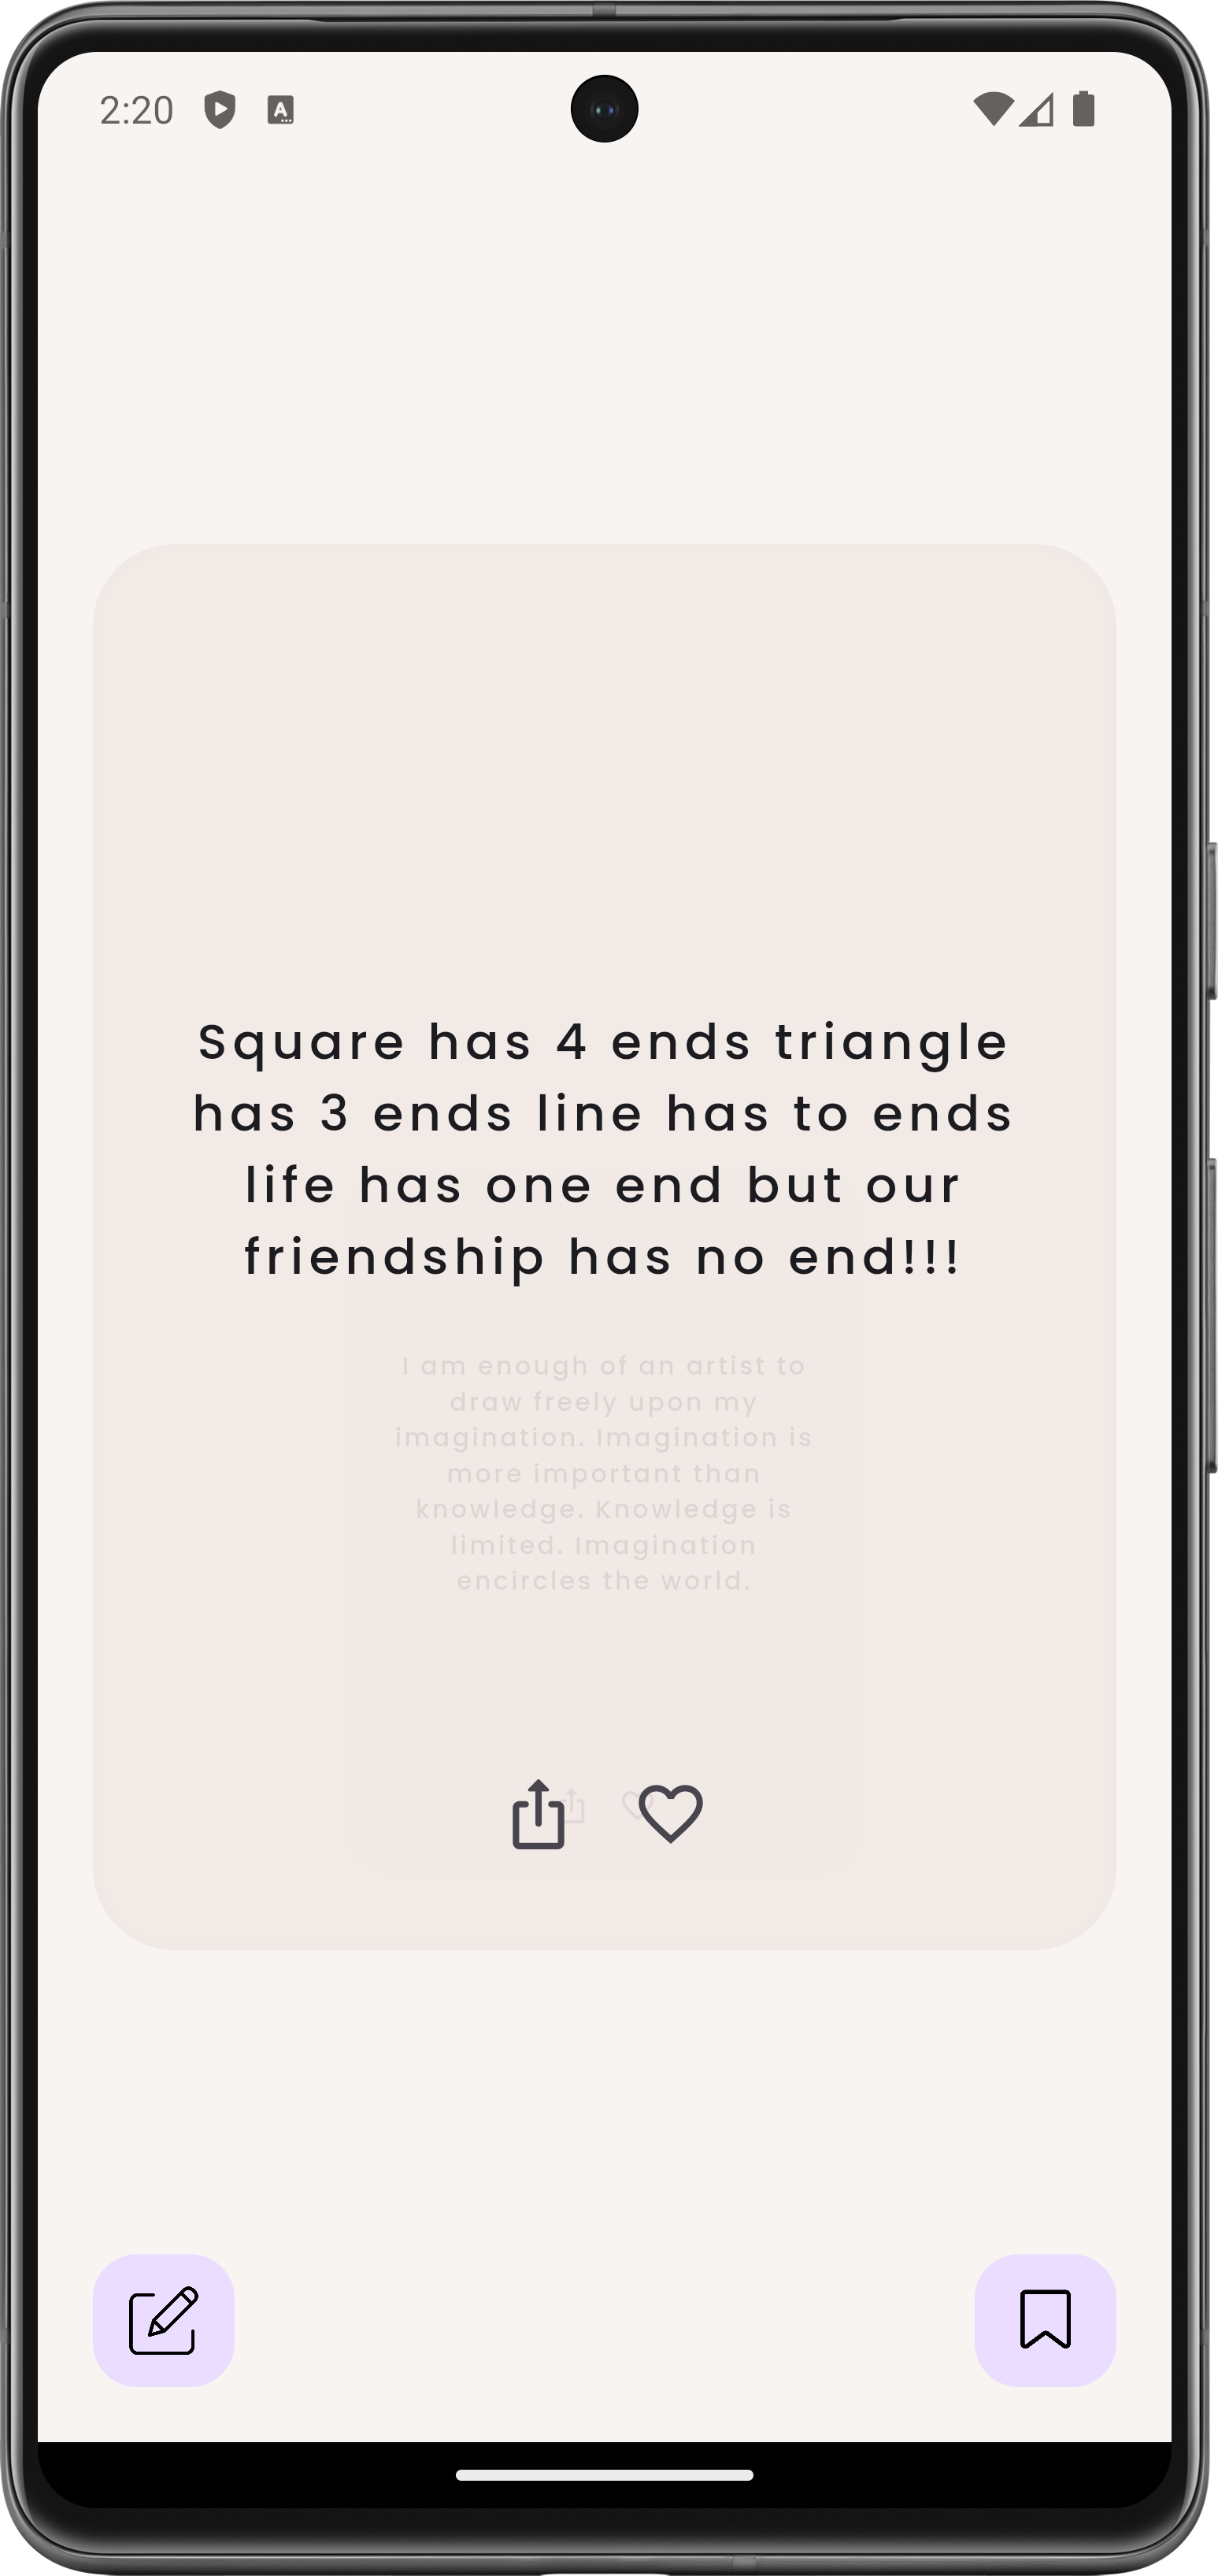 2:20
Square has 4 ends triangle
has 3 ends line has to ends
life has one end but our
friendship has no end!!!
I am enough of an artist to
draw freely upon my
imagination. Imagination is
more important than
knowledge. Knowledge is
limited. Imagination
encircles the world.